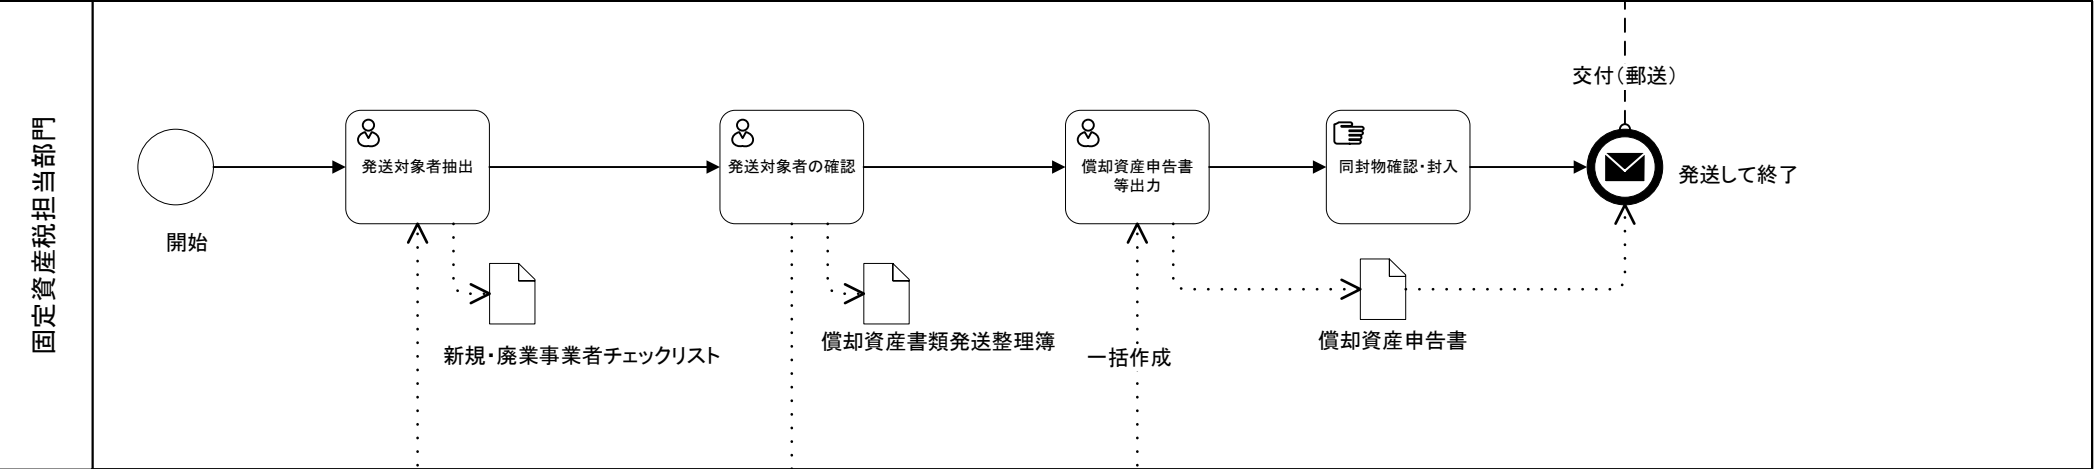 固定資産税担当部門
交付（郵送）
発送対象者抽出
発送対象者の確認
償却資産申告書
等出力
同封物確認・封入
発送して終了
開始
新規・廃業事業者チェックリスト
償却資産書類発送整理簿
一括作成
償却資産申告書